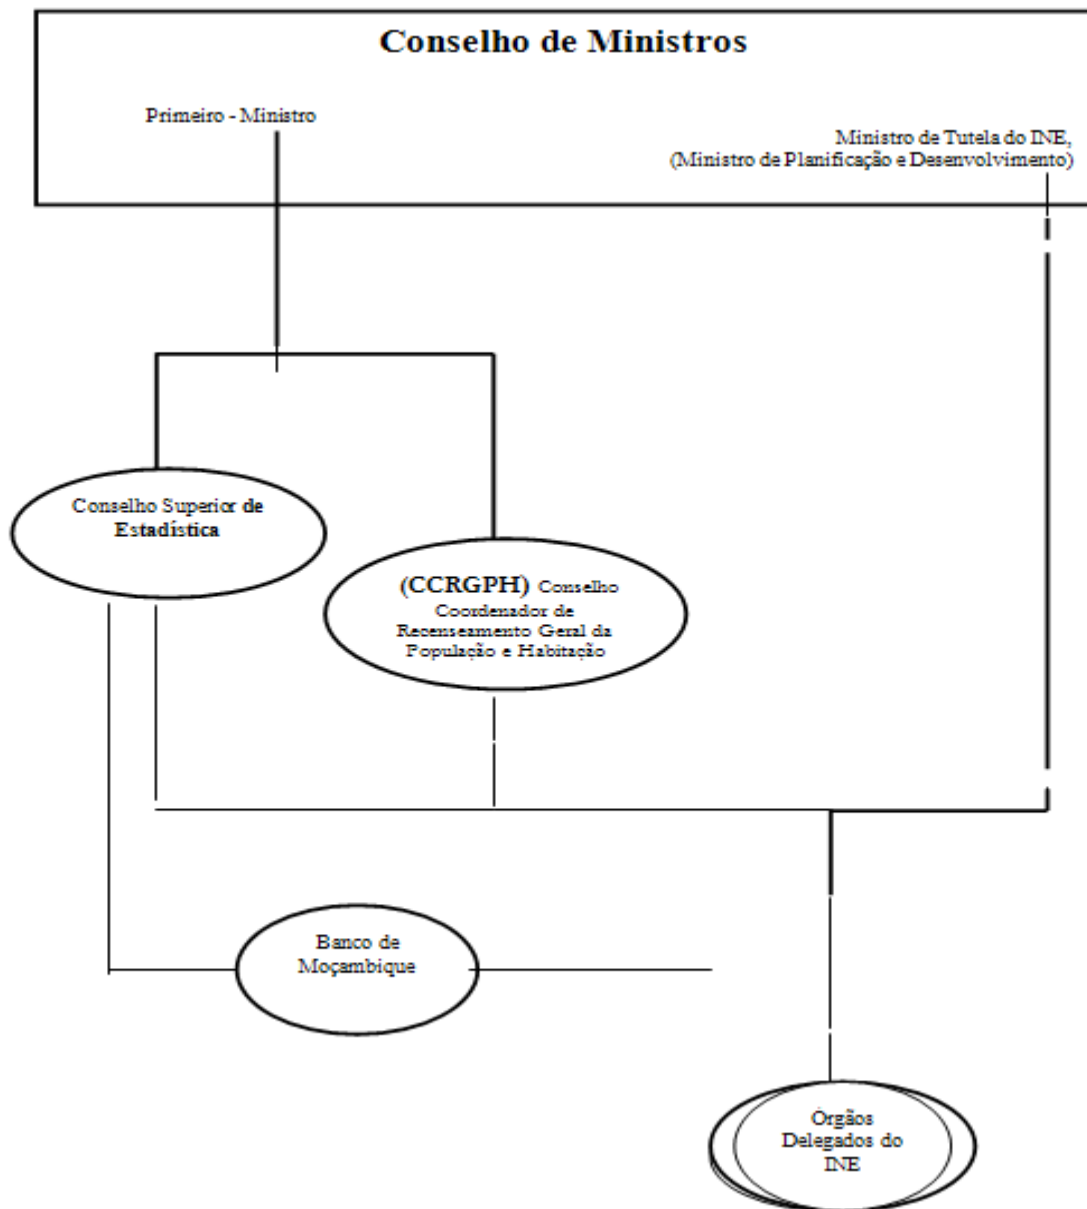 Conselho de Ministros
Primeiro - Ministro
Ministro de Tutela do INE,
(Ministro de Planificação e Desenvolvimento)
Conselho Superior de
Estadística
(CCRGPH) Conselho
Coordenador de
Recenseamento Geral da
População e Habitação
Banco de
Moçambique
Órgãos
Delegados do
INE